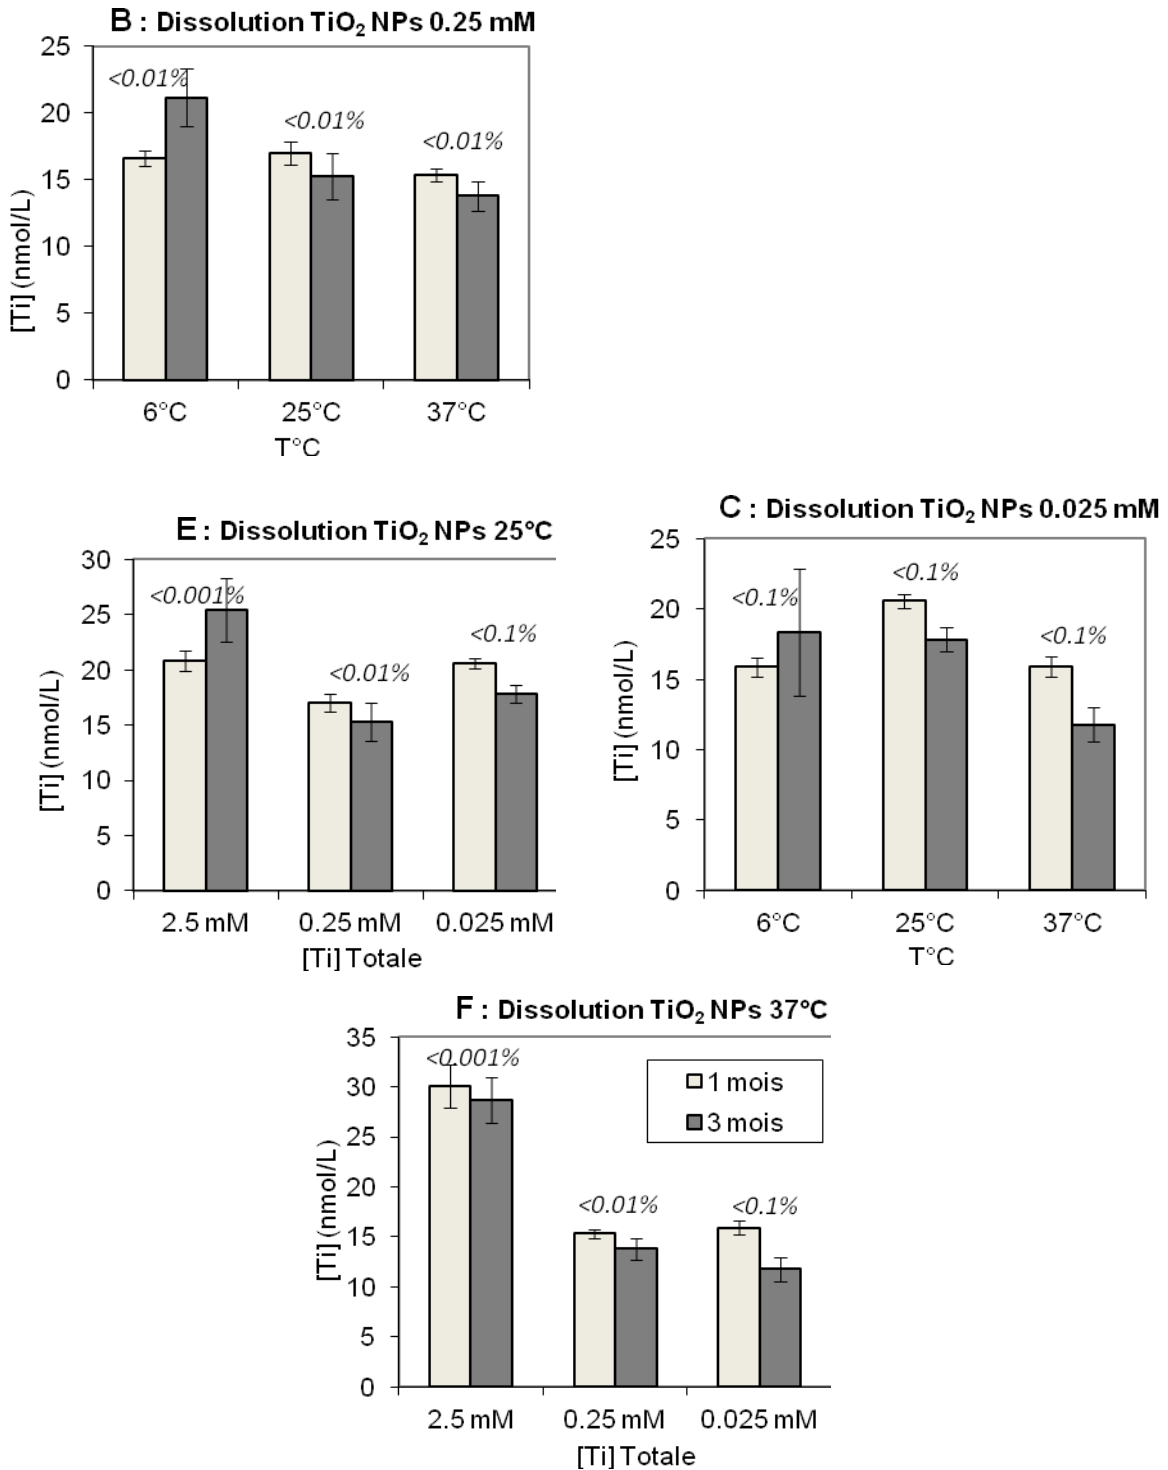 B : Dissolution TiO₂ NPs 0.25 mM
25
20
15
10
5
0
[Ti] (nmol/L)
<0.01%
<0.01%
<0.01%
6°C 25°C 37°C
T°C
E : Dissolution TiO₂ NPs 25°C
30
25
20
15
10
5
0
[Ti] (nmol/L)
<0.001%
<0.01%
<0.1%
2.5 mM 0.25 mM 0.025 mM
[Ti] Totale
C : Dissolution TiO₂ NPs 0.025 mM
25
20
15
10
5
0
[Ti] (nmol/L)
<0.1%
<0.1%
<0.1%
6°C 25°C 37°C
T°C
F : Dissolution TiO₂ NPs 37°C
35
30
25
20
15
10
5
0
[Ti] (nmol/L)
<0.001%
<0.01%
<0.1%
1 mois
3 mois
2.5 mM 0.25 mM 0.025 mM
[Ti] Totale